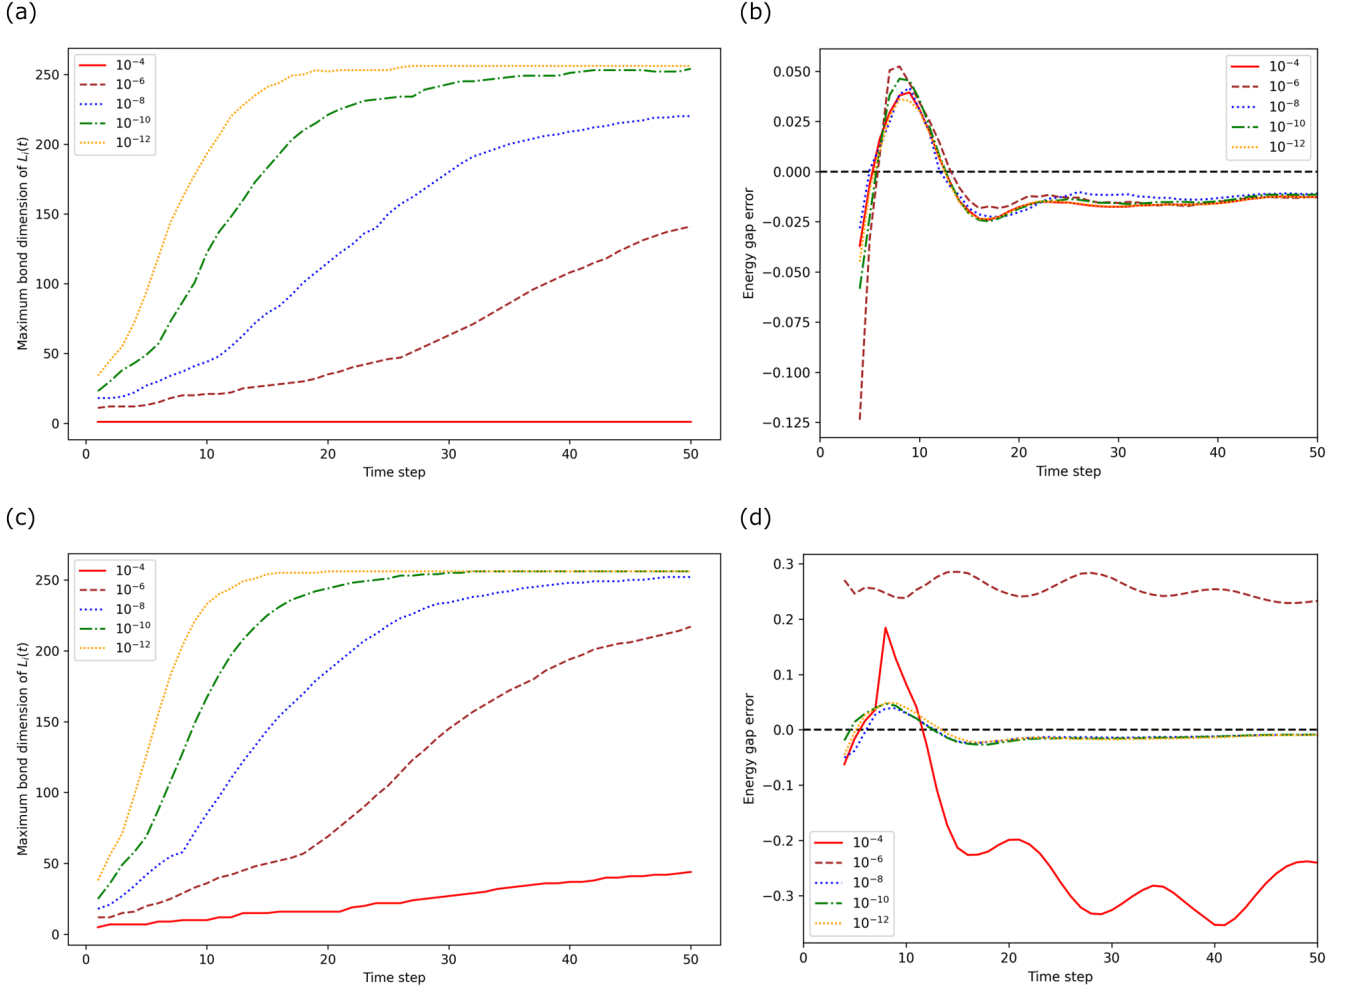 (a)
Maximum bond dimension of L_i(t)
250
200
150
100
50
0
10^−4
10^−6
10^−8
10^−10
10^−12
0 10 20 30 40 50
Time step
(b)
Energy gap error
0.050
0.025
0.000
−0.025
−0.050
−0.075
−0.100
−0.125
10^−4
10^−6
10^−8
10^−10
10^−12
0 10 20 30 40 50
Time step
(c)
Maximum bond dimension of L_i(t)
250
200
150
100
50
0
10^−4
10^−6
10^−8
10^−10
10^−12
0 10 20 30 40 50
Time step
(d)
Energy gap error
0.3
0.2
0.1
0.0
−0.1
−0.2
−0.3
10^−4
10^−6
10^−8
10^−10
10^−12
0 10 20 30 40 50
Time step